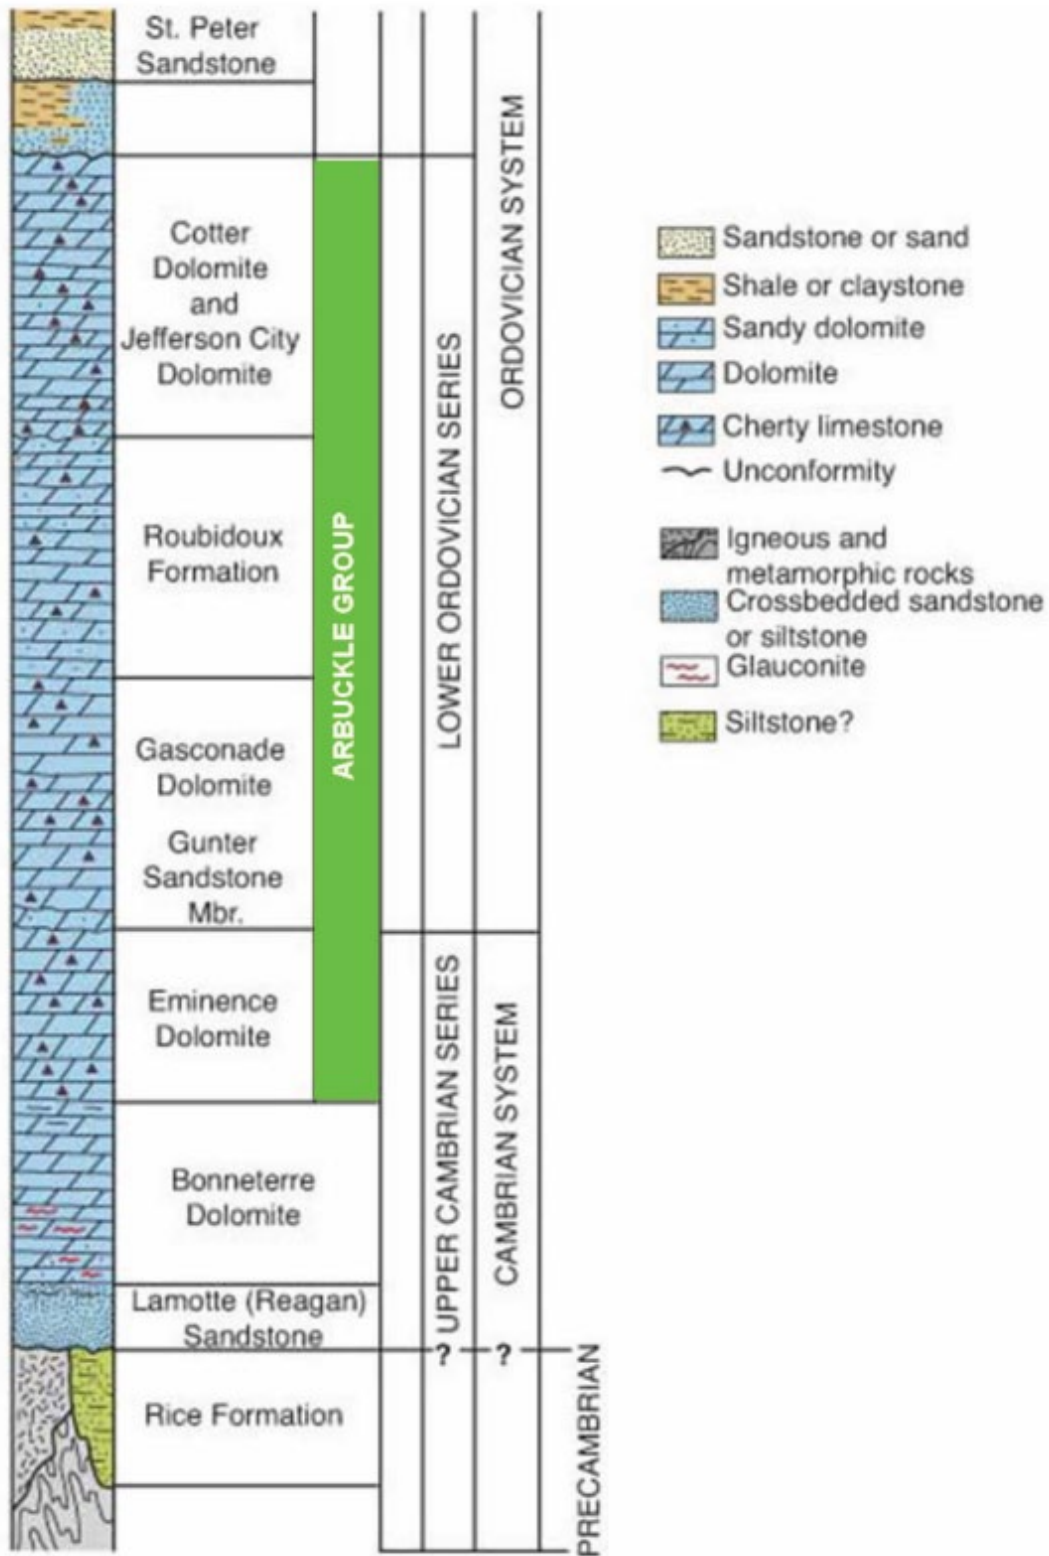 St. Peter
Sandstone
Cotter
Dolomite
and
Jefferson City
Dolomite
Roubidoux
Formation
Gasconade
Dolomite
Gunter
Sandstone
Mbr.
Eminence
Dolomite
Bonneterre
Dolomite
Lamotte (Reagan)
Sandstone
Rice Formation
ARBUCKLE GROUP
LOWER ORDOVICIAN SERIES
UPPER CAMBRIAN SERIES
?
ORDOVICIAN SYSTEM
CAMBRIAN SYSTEM
?
PRECAMBRIAN
Sandstone or sand
Shale or claystone
Sandy dolomite
Dolomite
Cherty limestone
Unconformity
Igneous and
metamorphic rocks
Crossbedded sandstone
or siltstone
Glauconite
Siltstone?